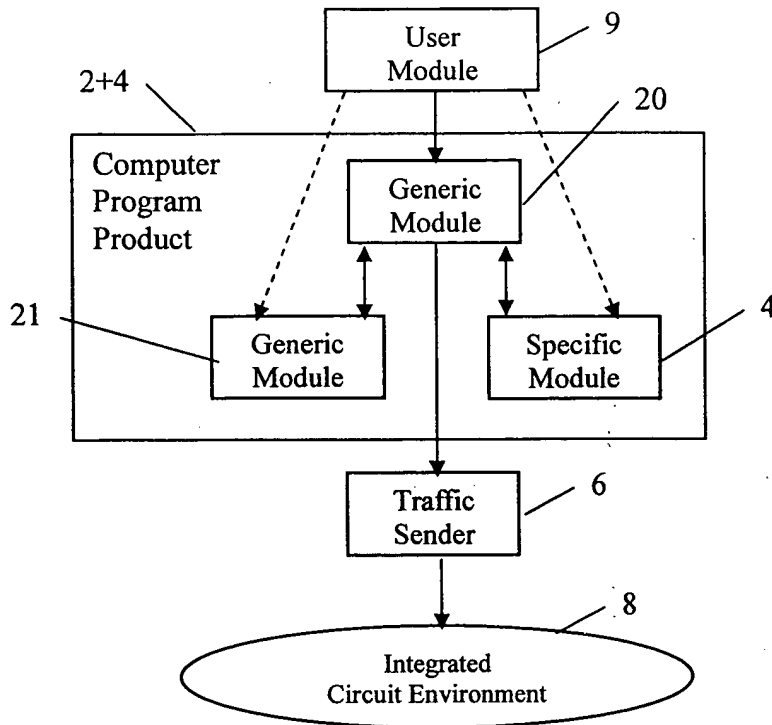 User
Module
9
2+4
20
Computer
Program
Product
Generic
Module
21
Generic
Module
Specific
Module
4
Traffic
Sender
6
8
Integrated
Circuit Environment